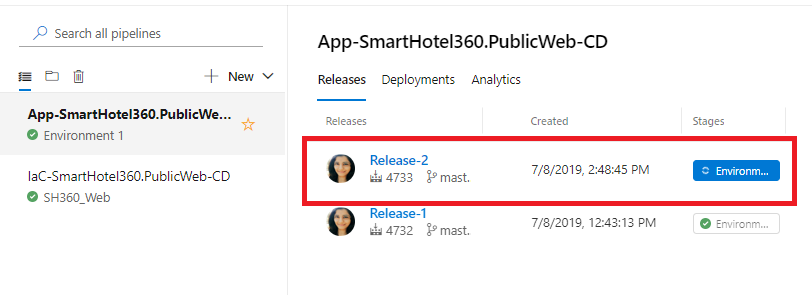 Search all pipelines
New
App-SmartHotel360.PublicWe...
Environment 1
IaC-SmartHotel360.PublicWeb-CD
SH360_Web
App-SmartHotel360.PublicWeb-CD
Releases Deployments Analytics
Releases Created Stages
Release-2
4733 mast.
7/8/2019, 2:48:45 PM
Environm...
Release-1
4732 mast.
7/8/2019, 12:43:13 PM
Environm...